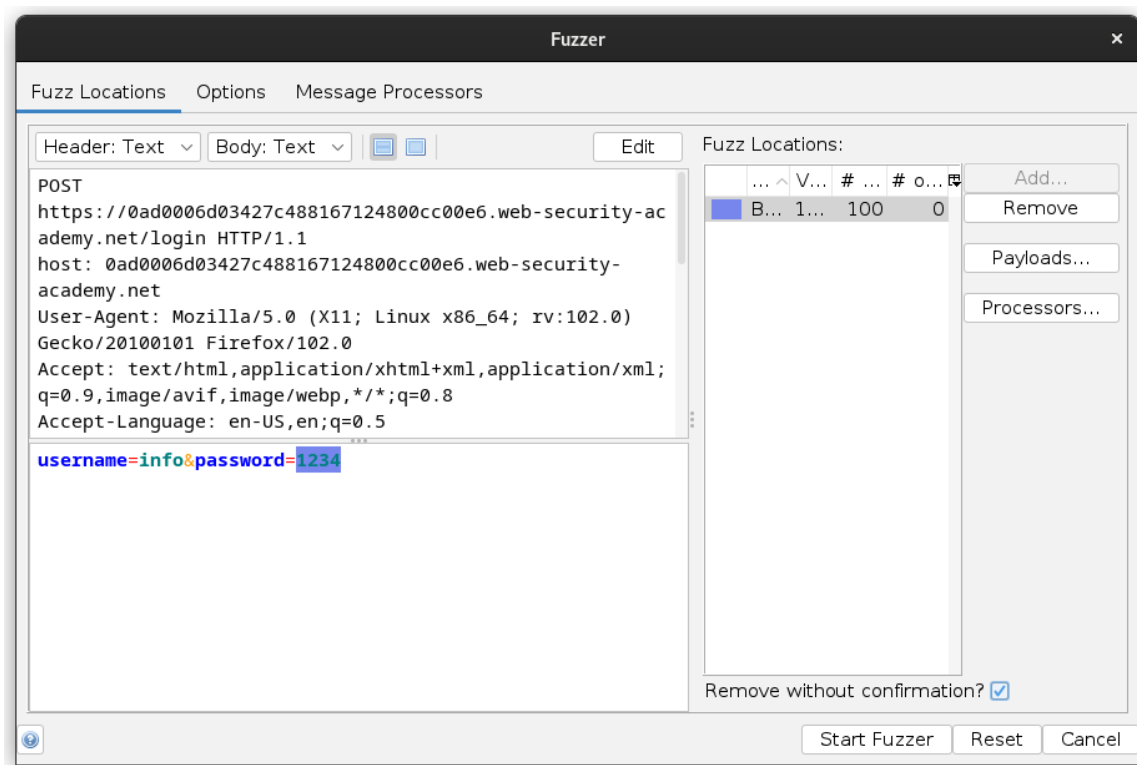 Fuzzer ×
Fuzz Locations Options Message Processors
Header: Text Body: Text Edit
Fuzz Locations:
POST
https://0ad0006d03427c488167124800cc00e6.web-security-ac
ademy.net/login HTTP/1.1
host: 0ad0006d03427c488167124800cc00e6.web-security-
academy.net
User-Agent: Mozilla/5.0 (X11; Linux x86_64; rv:102.0)
Gecko/20100101 Firefox/102.0
Accept: text/html,application/xhtml+xml,application/xml;
q=0.9,image/avif,image/webp,*/*;q=0.8
Accept-Language: en-US,en;q=0.5
username=info&password=1234
... V... # ... # o...
B... 1... 100 0
Add...
Remove
Payloads...
Processors...
Remove without confirmation?
Start Fuzzer Reset Cancel